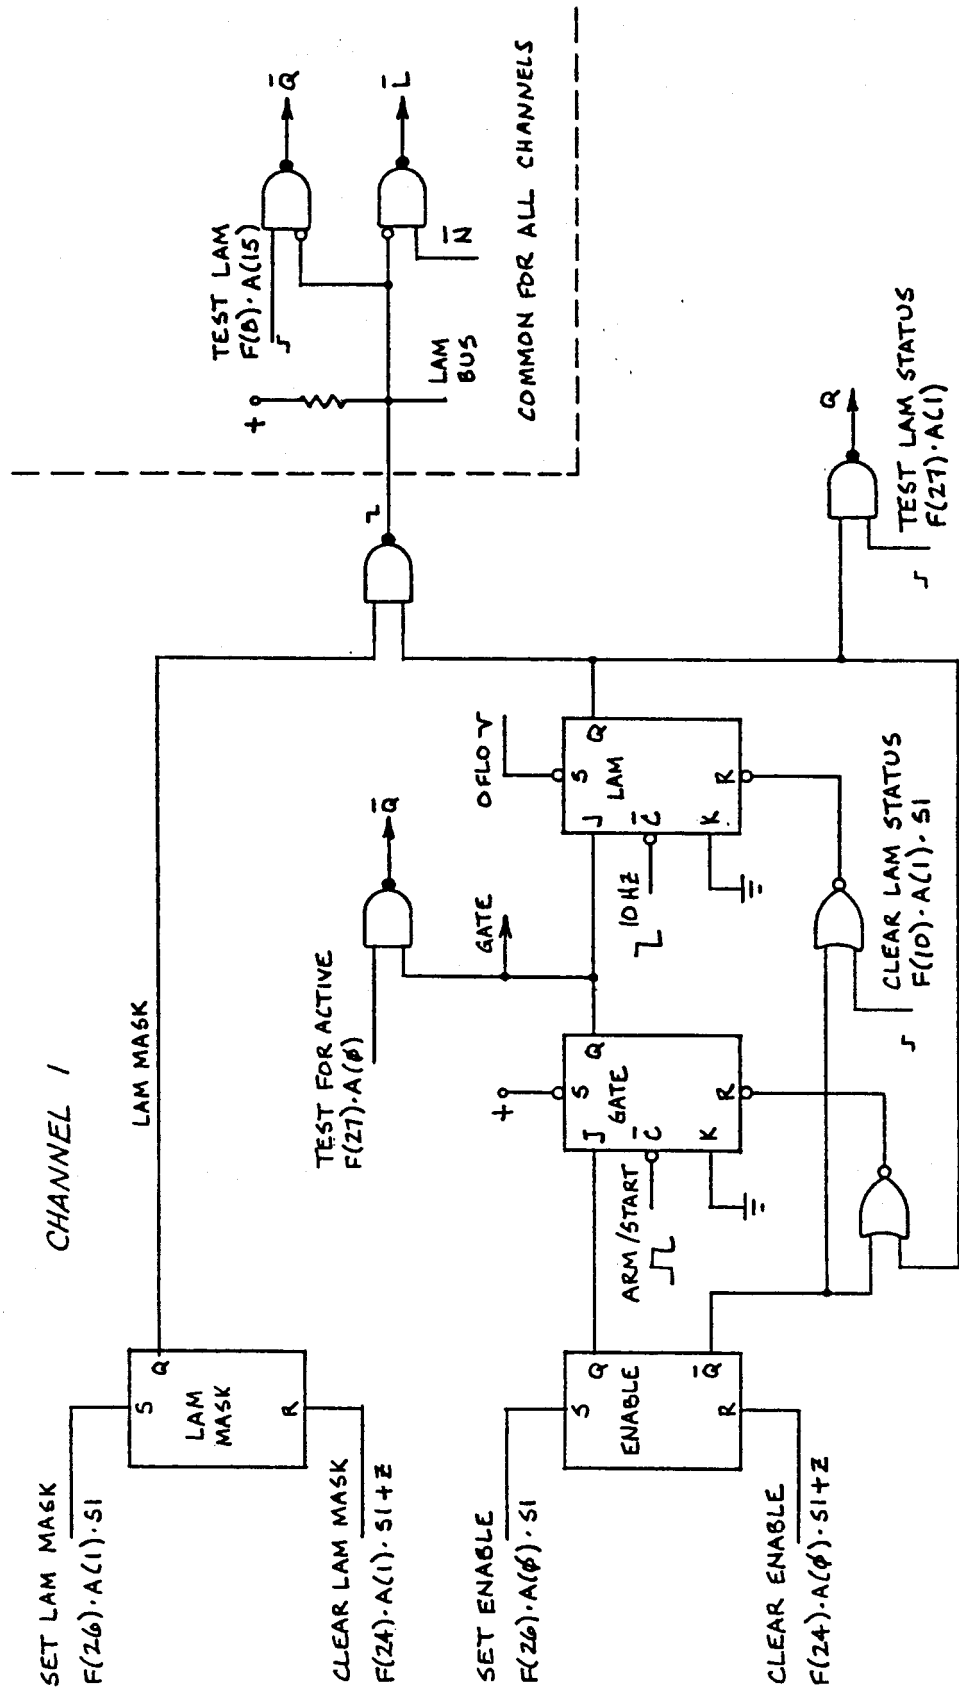 CHANNEL 1
SET LAM MASK
F(26)·A(1)·S1
S
Q
LAM
MASK
R
CLEAR LAM MASK
F(24)·A(1)·S1+Z
LAM MASK
SET ENABLE
F(26)·A(ϕ)·S1
S
Q
ENABLE
Q̅
R
CLEAR ENABLE
F(24)·A(ϕ)·S1+Z
TEST FOR ACTIVE
F(27)·A(ϕ)
Q̅
GATE
+
S
Q
J
GATE
C̅
K
R
ARM/START
OFLOV
S
Q
J
LAM
C̅
K
R
10HZ
CLEAR LAM STATUS
F(10)·A(1)·S1
TEST LAM
F(8)·A(15)
Q̅
L̅
N̅
+
LAM
BUS
COMMON FOR ALL CHANNELS
Q
TEST LAM STATUS
F(27)·A(1)